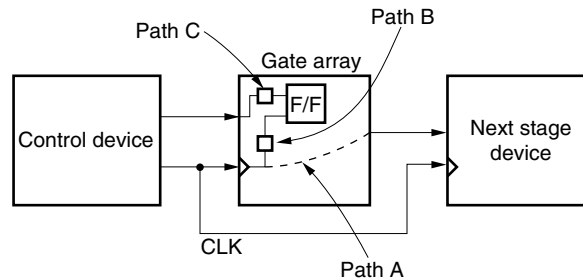 Path C
Path B
Gate array
F/F
Control device
Next stage
device
CLK
Path A